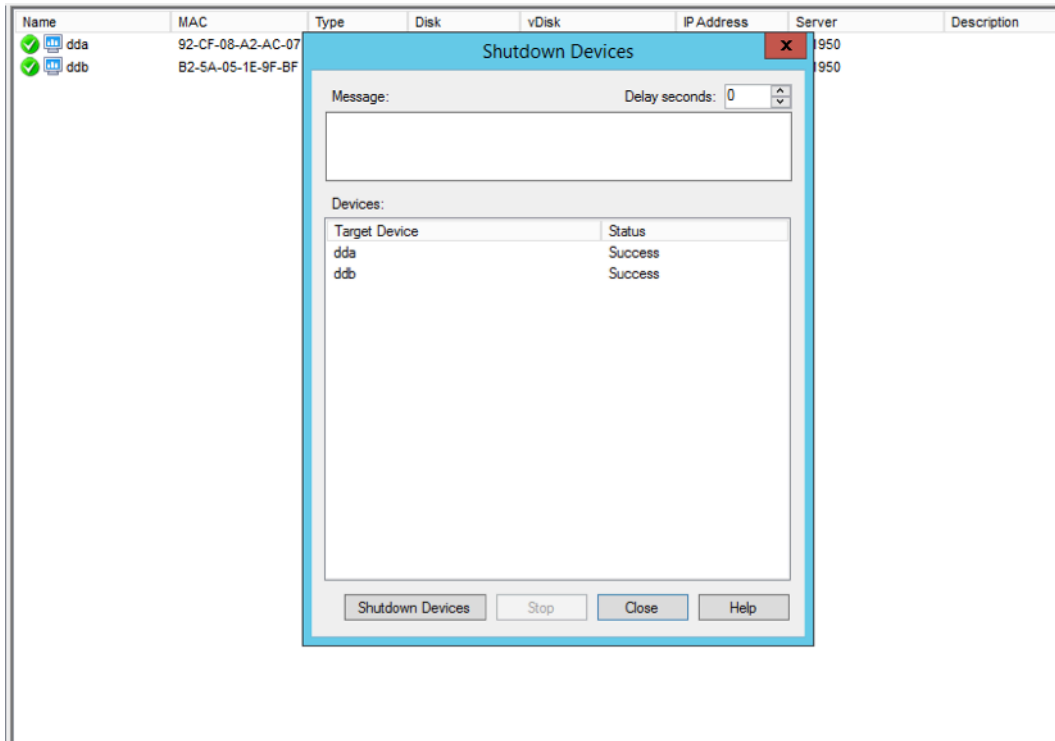 Name MAC Type Disk vDisk IP Address Server Description
dda 92-CF-08-A2-AC-07 1950
ddb B2-5A-05-1E-9F-BF 1950
Shutdown Devices x
Message: Delay seconds: 0
Devices:
Target Device Status
dda Success
ddb Success
Shutdown Devices Stop Close Help